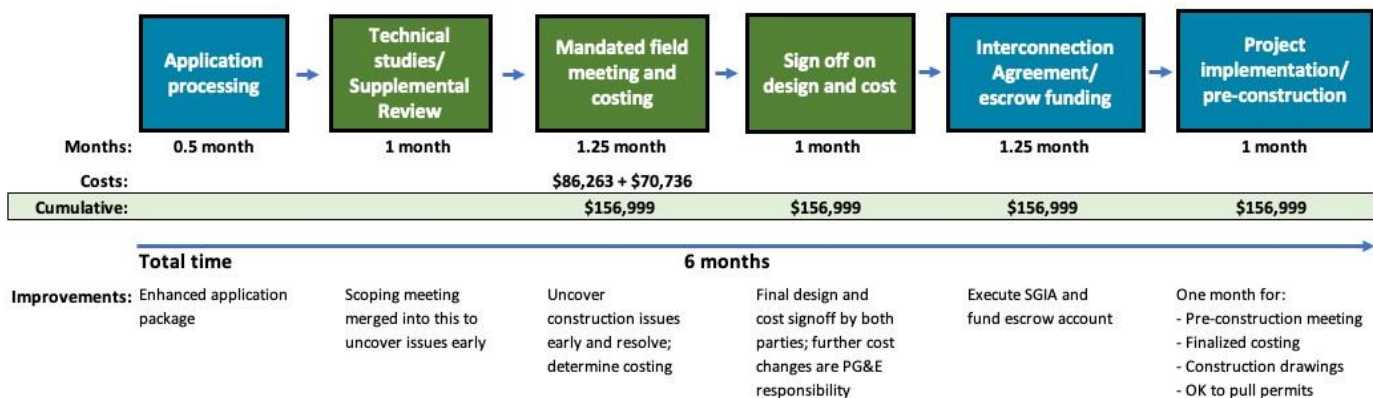 Application
processing
Technical
studies/
Supplemental
Review
Mandated field
meeting and
costing
Sign off on
design and cost
Interconnection
Agreement/
escrow funding
Project
implementation/
pre-construction
Months: 0.5 month 1 month 1.25 month 1 month 1.25 month 1 month
Costs: $86,263 + $70,736
Cumulative: $156,999 $156,999 $156,999 $156,999
Total time 6 months
Improvements:
Enhanced application
package
Scoping meeting
merged into this to
uncover issues early
Uncover
construction issues
early and resolve;
determine costing
Final design and
cost signoff by both
parties; further cost
changes are PG&E
responsibility
Execute SGIA and
fund escrow account
One month for:
- Pre-construction meeting
- Finalized costing
- Construction drawings
- OK to pull permits